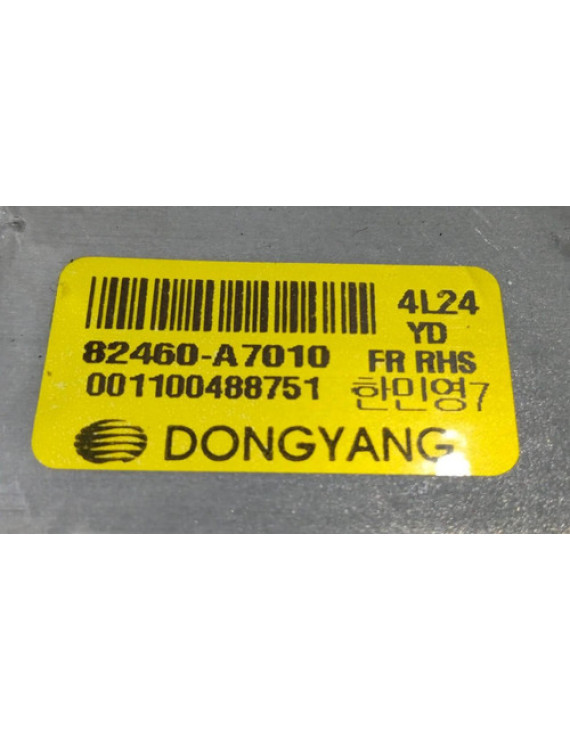 4L24
YD
82460-A7010 FR RHS
001100488751 한민영7
DONGYANG